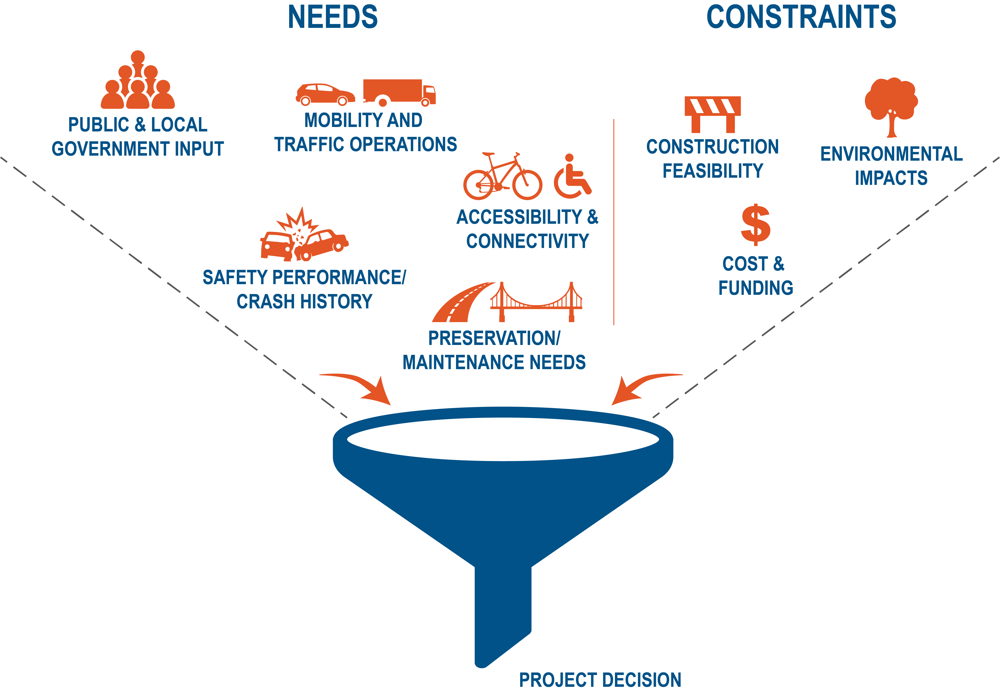 NEEDS
CONSTRAINTS
PUBLIC & LOCAL
GOVERNMENT INPUT
MOBILITY AND
TRAFFIC OPERATIONS
ACCESSIBILITY &
CONNECTIVITY
SAFETY PERFORMANCE/
CRASH HISTORY
PRESERVATION/
MAINTENANCE NEEDS
CONSTRUCTION
FEASIBILITY
ENVIRONMENTAL
IMPACTS
$
COST &
FUNDING
PROJECT DECISION